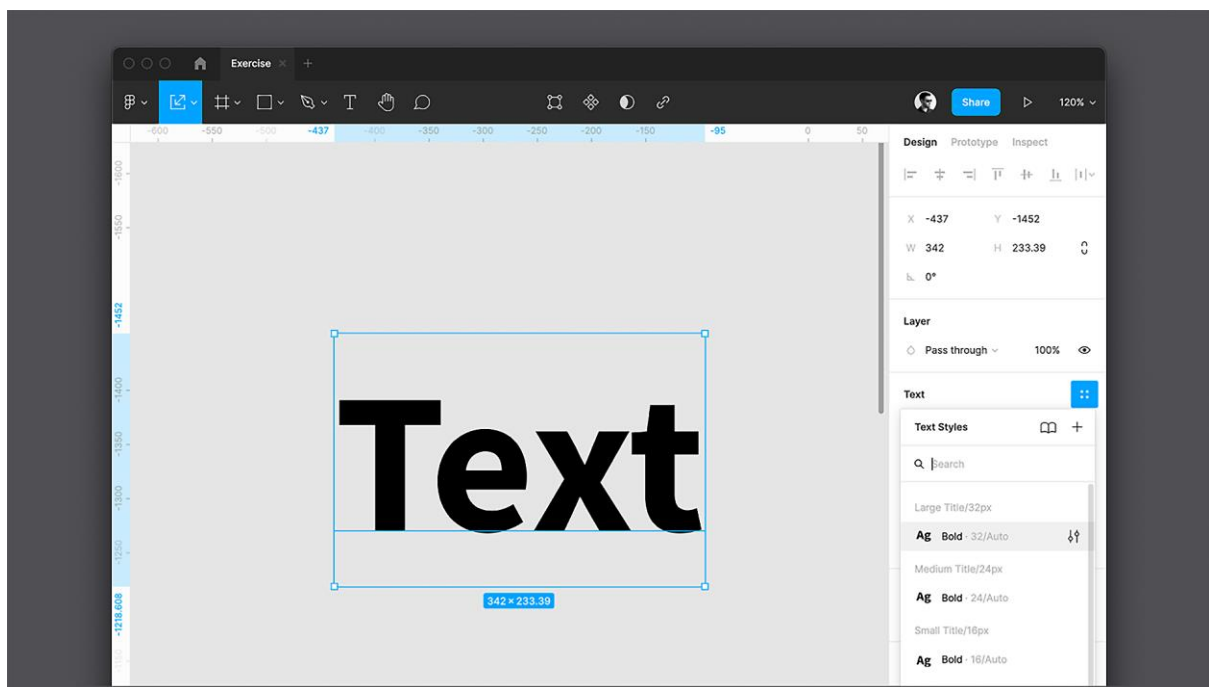 Exercise
Share
120%
-600 -550 -500 -437 -400 -350 -300 -250 -200 -150 -95 0 50
Design Prototype Inspect
-1600
-1550
X -437 Y -1452
W 342 H 233.39
0°
-1452
Layer
Pass through 100%
-1400
Text
Text Styles
-1350
Search
Text
-1300
Large Title/32px
Ag Bold · 32/Auto
-1250
Medium Title/24px
342 × 233.39
Ag Bold · 24/Auto
-1218.608
Small Title/16px
-1150
Ag Bold · 16/Auto